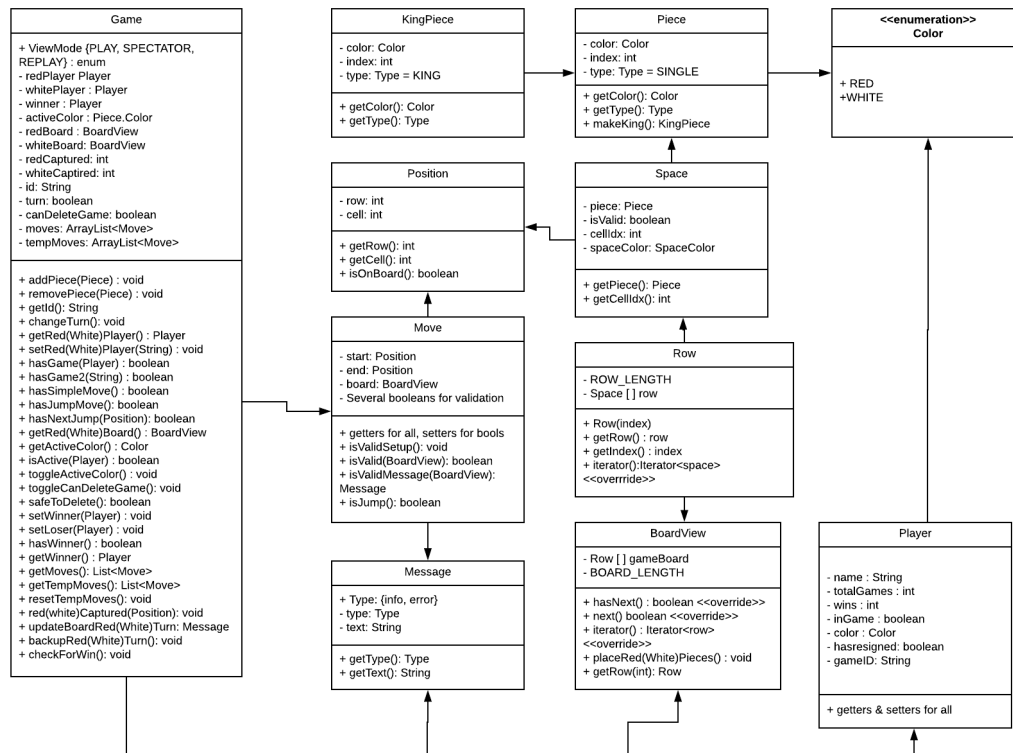 Game
+ ViewMode {PLAY, SPECTATOR,
REPLAY} : enum
- redPlayer Player
- whitePlayer : Player
- winner : Player
- activeColor : Piece.Color
- redBoard : BoardView
- whiteBoard: BoardView
- redCaptured: int
- whiteCaptired: int
- id: String
- turn: boolean
- canDeleteGame: boolean
- moves: ArrayList<Move>
- tempMoves: ArrayList<Move>
+ addPiece(Piece) : void
+ removePiece(Piece) : void
+ getId(): String
+ changeTurn(): void
+ getRed(White)Player() : Player
+ setRed(White)Player(String) : void
+ hasGame(Player) : boolean
+ hasGame2(String) : boolean
+ hasSimpleMove() : boolean
+ hasJumpMove(): boolean
+ hasNextJump(Position): boolean
+ getRed(White)Board() : BoardView
+ getActiveColor() : Color
+ isActive(Player) : boolean
+ toggleActiveColor() : void
+ toggleCanDeleteGame(): void
+ safeToDelete(): boolean
+ setWinner(Player) : void
+ setLoser(Player) : void
+ hasWinner() : boolean
+ getWinner() : Player
+ getMoves(): List<Move>
+ getTempMoves(): List<Move>
+ resetTempMoves(): void
+ red(white)Captured(Position): void
+ updateBoardRed(White)Turn: Message
+ backupRed(White)Turn(): void
+ checkForWin(): void
KingPiece
- color: Color
- index: int
- type: Type = KING
+ getColor(): Color
+ getType(): Type
Piece
- color: Color
- index: int
- type: Type = SINGLE
+ getColor(): Color
+ getType(): Type
+ makeKing(): KingPiece
<<enumeration>>
Color
+ RED
+WHITE
Position
- row: int
- cell: int
+ getRow(): int
+ getCell(): int
+ isOnBoard(): boolean
Space
- piece: Piece
- isValid: boolean
- cellIdx: int
- spaceColor: SpaceColor
+ getPiece(): Piece
+ getCellIdx(): int
Move
- start: Position
- end: Position
- board: BoardView
- Several booleans for validation
+ getters for all, setters for bools
+ isValidSetup(): void
+ isValid(BoardView): boolean
+ isValidMessage(BoardView):
Message
+ isJump(): boolean
Row
- ROW_LENGTH
- Space [ ] row
+ Row(index)
+ getRow() : row
+ getIndex() : index
+ iterator():Iterator<space>
<<overrride>>
Message
+ Type: {info, error}
- type: Type
- text: String
+ getType(): Type
+ getText(): String
BoardView
- Row [ ] gameBoard
- BOARD_LENGTH
+ hasNext() : boolean <<override>>
+ next() boolean <<override>>
+ iterator() : Iterator<row>
<<override>>
+ placeRed(White)Pieces() : void
+ getRow(int): Row
Player
- name : String
- totalGames : int
- wins : int
- inGame : boolean
- color : Color
- hasresigned: boolean
- gameID: String
+ getters & setters for all